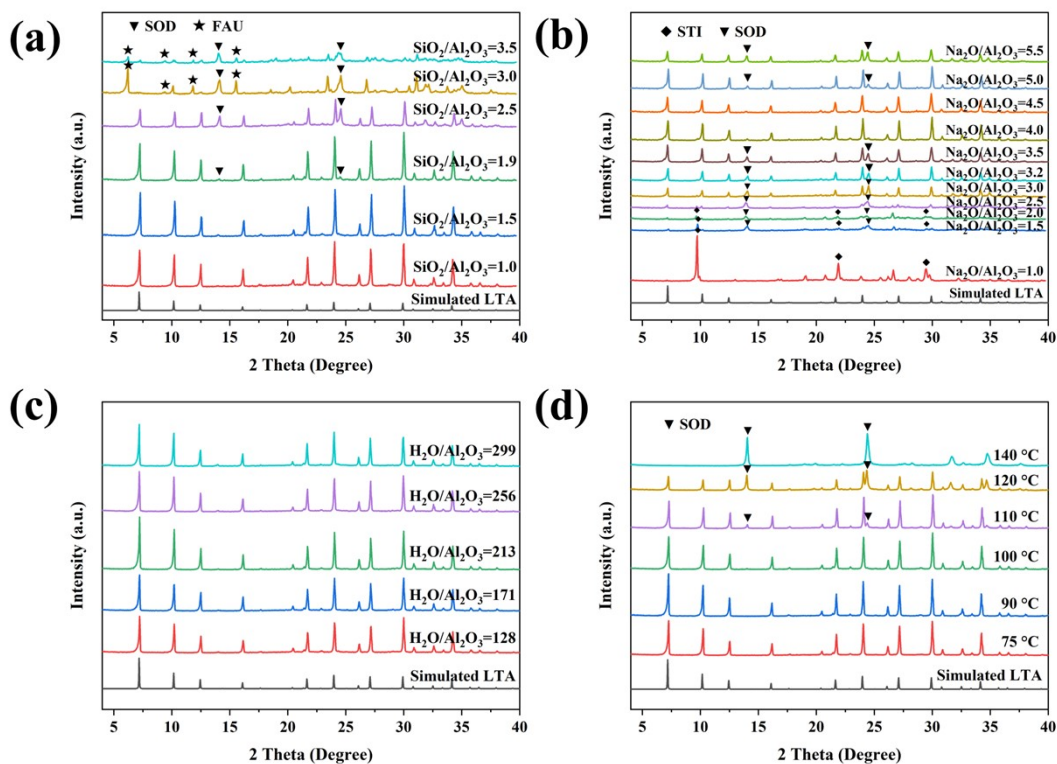 (a)
▼ SOD ★ FAU
SiO₂/Al₂O₃=3.5
SiO₂/Al₂O₃=3.0
SiO₂/Al₂O₃=2.5
SiO₂/Al₂O₃=1.9
SiO₂/Al₂O₃=1.5
SiO₂/Al₂O₃=1.0
Simulated LTA
Intensity (a.u.)
5 10 15 20 25 30 35 40
2 Theta (Degree)
(b)
◆ STI ▼ SOD
Na₂O/Al₂O₃=5.5
Na₂O/Al₂O₃=5.0
Na₂O/Al₂O₃=4.5
Na₂O/Al₂O₃=4.0
Na₂O/Al₂O₃=3.5
Na₂O/Al₂O₃=3.2
Na₂O/Al₂O₃=3.0
Na₂O/Al₂O₃=2.5
Na₂O/Al₂O₃=2.0
Na₂O/Al₂O₃=1.5
Na₂O/Al₂O₃=1.0
Simulated LTA
Intensity (a.u.)
5 10 15 20 25 30 35 40
2 Theta (Degree)
(c)
H₂O/Al₂O₃=299
H₂O/Al₂O₃=256
H₂O/Al₂O₃=213
H₂O/Al₂O₃=171
H₂O/Al₂O₃=128
Simulated LTA
Intensity (a.u.)
5 10 15 20 25 30 35 40
2 Theta (Degree)
(d)
▼ SOD
140 °C
120 °C
110 °C
100 °C
90 °C
75 °C
Simulated LTA
Intensity (a.u.)
5 10 15 20 25 30 35 40
2 Theta (Degree)